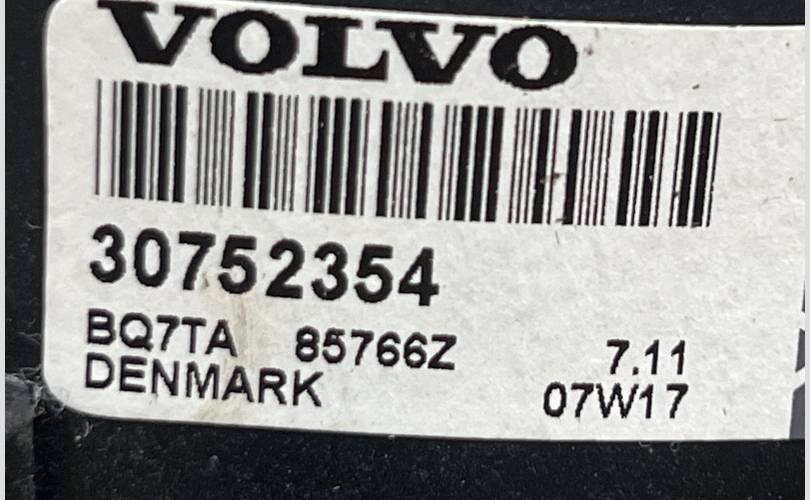 VOLVO
30752354
BQ7TA 85766Z 7.11
DENMARK 07W17